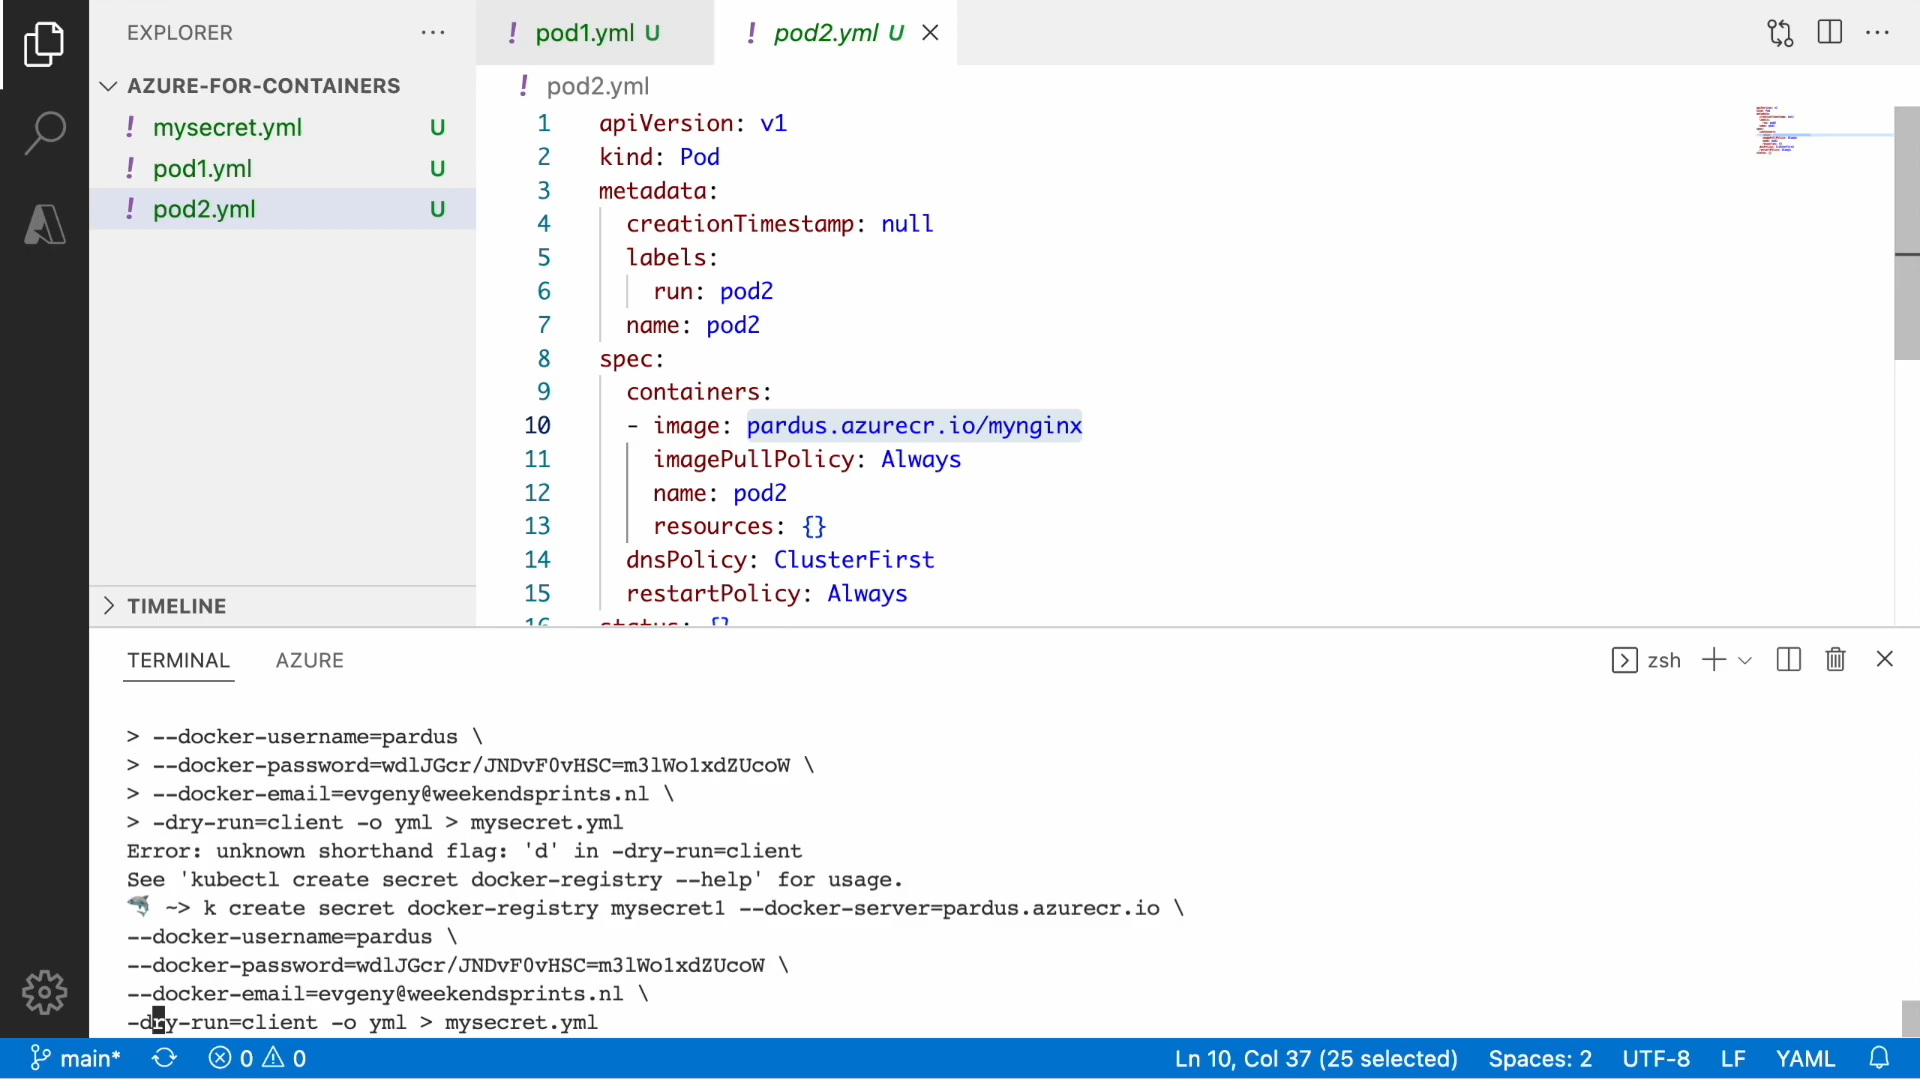 EXPLORER
AZURE-FOR-CONTAINERS
! mysecret.yml U
! pod1.yml U
! pod2.yml U
TIMELINE
! pod1.yml U
! pod2.yml U
! pod2.yml
1 apiVersion: v1
2 kind: Pod
3 metadata:
4 creationTimestamp: null
5 labels:
6 run: pod2
7 name: pod2
8 spec:
9 containers:
10 - image: pardus.azurecr.io/mynginx
11 imagePullPolicy: Always
12 name: pod2
13 resources: {}
14 dnsPolicy: ClusterFirst
15 restartPolicy: Always
16 status: {}
TERMINAL AZURE
zsh
> --docker-username=pardus \
> --docker-password=wdlJGcr/JNDvF0vHSC=m3lWo1xdZUcoW \
> --docker-email=evgeny@weekendsprints.nl \
> -dry-run=client -o yml > mysecret.yml
Error: unknown shorthand flag: 'd' in -dry-run=client
See 'kubectl create secret docker-registry --help' for usage.
🦈 ~> k create secret docker-registry mysecret1 --docker-server=pardus.azurecr.io \
--docker-username=pardus \
--docker-password=wdlJGcr/JNDvF0vHSC=m3lWo1xdZUcoW \
--docker-email=evgeny@weekendsprints.nl \
-dry-run=client -o yml > mysecret.yml
main* 0 0 Ln 10, Col 37 (25 selected) Spaces: 2 UTF-8 LF YAML